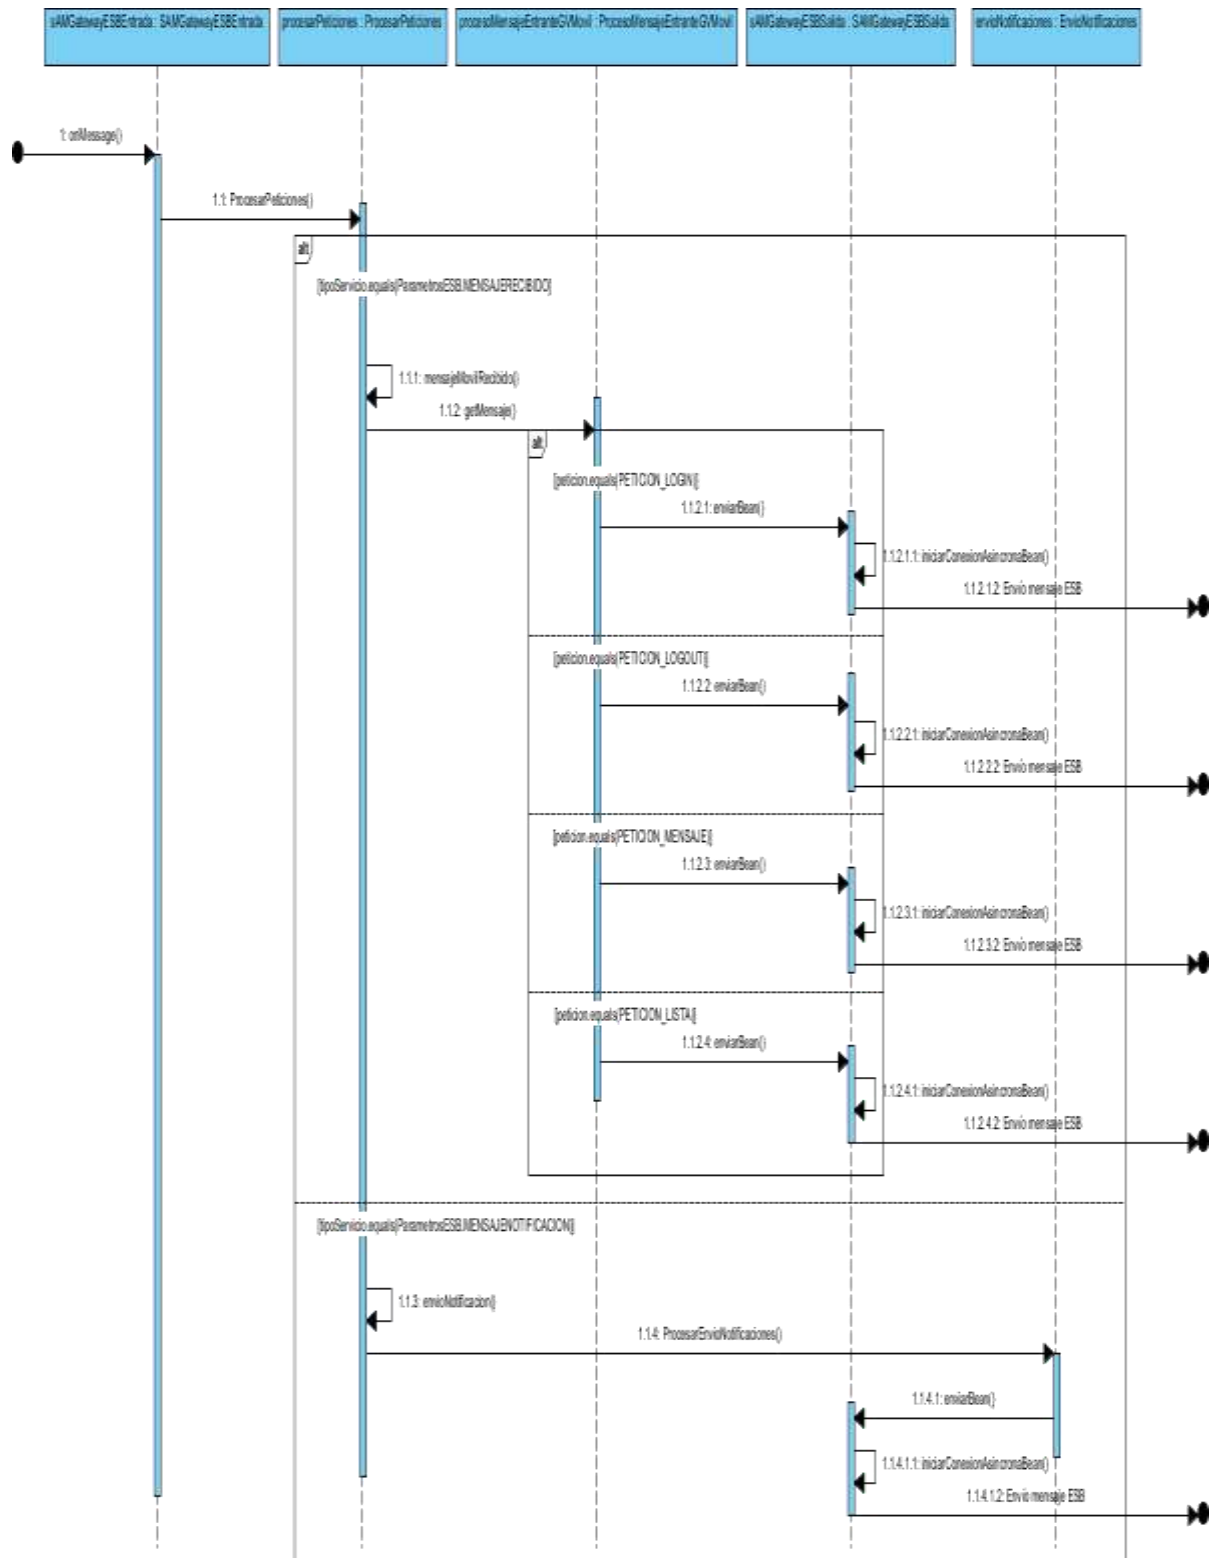 sAMGatewayESBEntrada : SAMGatewayESBEntrada
procesarPeticiones : ProcesarPeticiones
procesoMensajeEntranteGVMovil : ProcesoMensajeEntranteGVMovil
sAMGatewayESBSalida : SAMGatewayESBSalida
envioNotificaciones : EnvioNotificaciones
1: onMessage()
1.1: ProcesarPeticiones()
alt
[tipoServicio.equals(ParametrosESB.MENSAJERECIBIDO]
1.1.1: mensajeMovilRecibido()
1.1.2: getMensaje()
alt
[peticion.equals(PETICION_LOGIN)]
1.1.2.1: enviarBean()
1.1.2.1.1: iniciarConexionAsincronaBean()
1.1.2.1.2: Envío mensaje ESB
[peticion.equals(PETICION_LOGOUT)]
1.1.2.2: enviarBean()
1.1.2.2.1: iniciarConexionAsincronaBean()
1.1.2.2.2: Envío mensaje ESB
[peticion.equals(PETICION_MENSAJE)]
1.1.2.3: enviarBean()
1.1.2.3.1: iniciarConexionAsincronaBean()
1.1.2.3.2: Envío mensaje ESB
[peticion.equals(PETICION_LISTA)]
1.1.2.4: enviarBean()
1.1.2.4.1: iniciarConexionAsincronaBean()
1.1.2.4.2: Envío mensaje ESB
[tipoServicio.equals(ParametrosESB.MENSAJENOTIFICACION)]
1.1.3: envioNotificacion()
1.1.4: ProcesarEnvioNotificaciones()
1.1.4.1: enviarBean()
1.1.4.1.1: iniciarConexionAsincronaBean()
1.1.4.1.2: Envío mensaje ESB